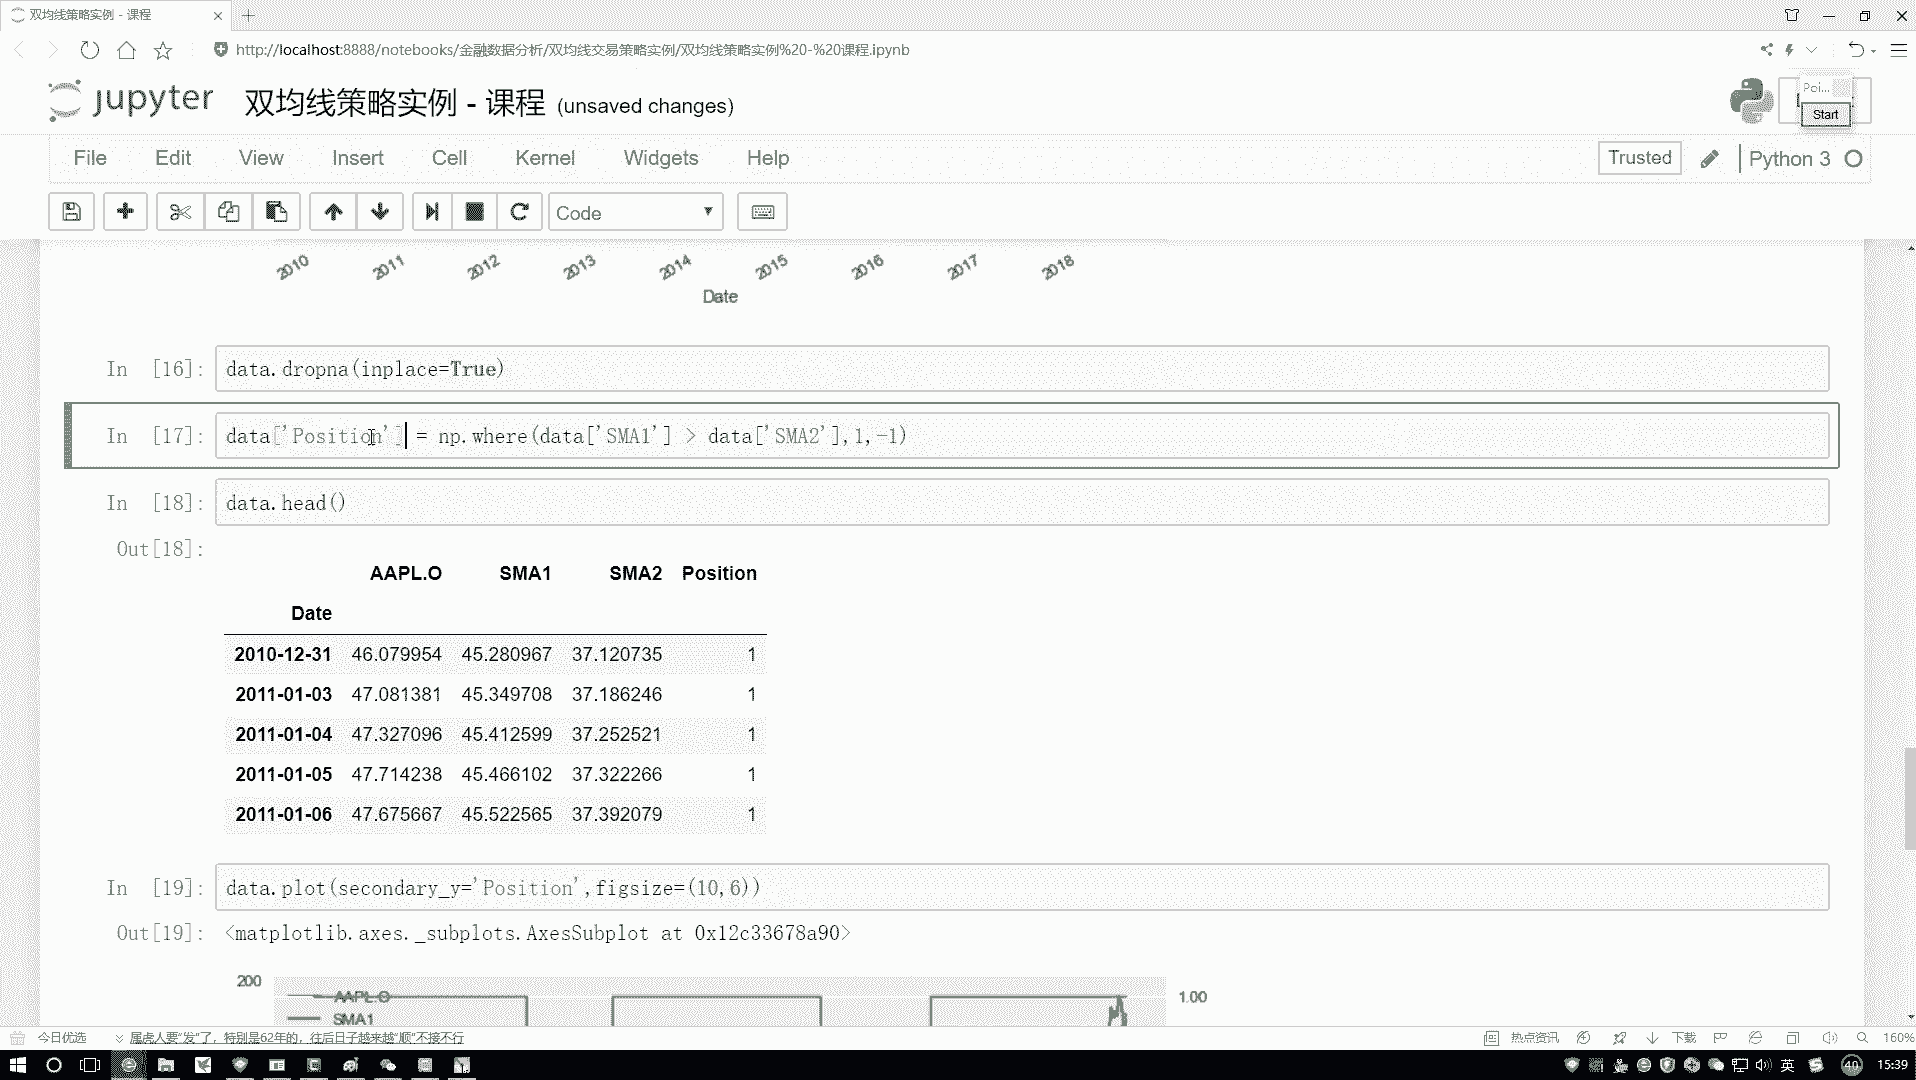 双均线策略实例 - 课程
http://localhost:8888/notebooks/金融数据分析/双均线交易策略实例/双均线策略实例%20-%20课程.ipynb
jupyter 双均线策略实例 - 课程 (unsaved changes)
Poi...
Start
File Edit View Insert Cell Kernel Widgets Help
Trusted
Python 3
Code
2010 2011 2012 2013 2014 2015 2016 2017 2018
Date
In [16]: data.dropna(inplace=True)
In [17]: data['Position'] = np.where(data['SMA1'] > data['SMA2'],1,-1)
In [18]: data.head()
Out[18]:
AAPL.O SMA1 SMA2 Position
Date
2010-12-31 46.079954 45.280967 37.120735 1
2011-01-03 47.081381 45.349708 37.186246 1
2011-01-04 47.327096 45.412599 37.252521 1
2011-01-05 47.714238 45.466102 37.322266 1
2011-01-06 47.675667 45.522565 37.392079 1
In [19]: data.plot(secondary_y='Position',figsize=(10,6))
Out[19]: <matplotlib.axes._subplots.AxesSubplot at 0x12c33678a90>
200
AAPL.O
1.00
SMA1
今日优选
属虎人要“发”了，特别是62年的，往后日子越来越“顺”不接不行
热点资讯
下载
160%
英
40
15:39